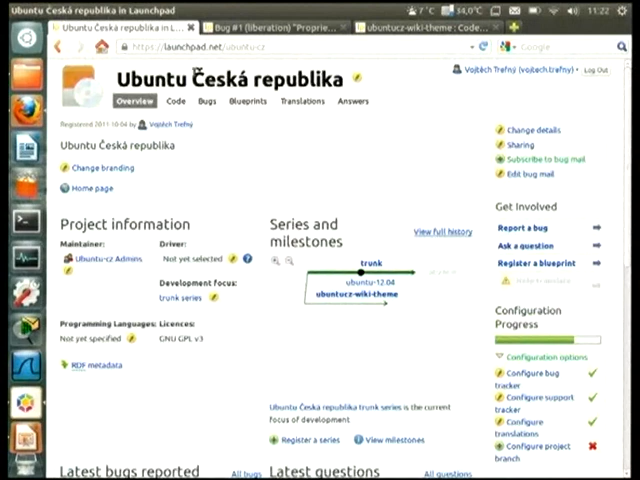 Ubuntu Česká republika in Launchpad
7°C
34,0°C
11:22
Ubuntu Česká republika in L...
Bug #1 (liberation) "Proprie...
ubuntucz-wiki-theme : Code...
https://launchpad.net/ubuntu-cz
Google
Ubuntu Česká republika
Vojtěch Trefný (vojtech.trefny)
Log Out
Overview
Code
Bugs
Blueprints
Translations
Answers
Registered 2011-10-04 by Vojtěch Trefný
Ubuntu Česká republika
Change branding
Home page
Change details
Sharing
Subscribe to bug mail
Edit bug mail
Get Involved
Report a bug
Ask a question
Register a blueprint
Project information
Maintainer:
Ubuntu-cz Admins
Driver:
Not yet selected
Development focus:
trunk series
Programming Languages:
Not yet specified
Licences:
GNU GPL v3
RDF metadata
Series and
milestones
View full history
trunk
ubuntu-12.04
ubuntucz-wiki-theme
Ubuntu Česká republika trunk series is the current
focus of development
Register a series
View milestones
Configuration
Progress
Configuration options
Configure bug
tracker
Configure support
tracker
Configure
translations
Configure project
branch
Latest bugs reported
All bugs
Latest questions
All questions